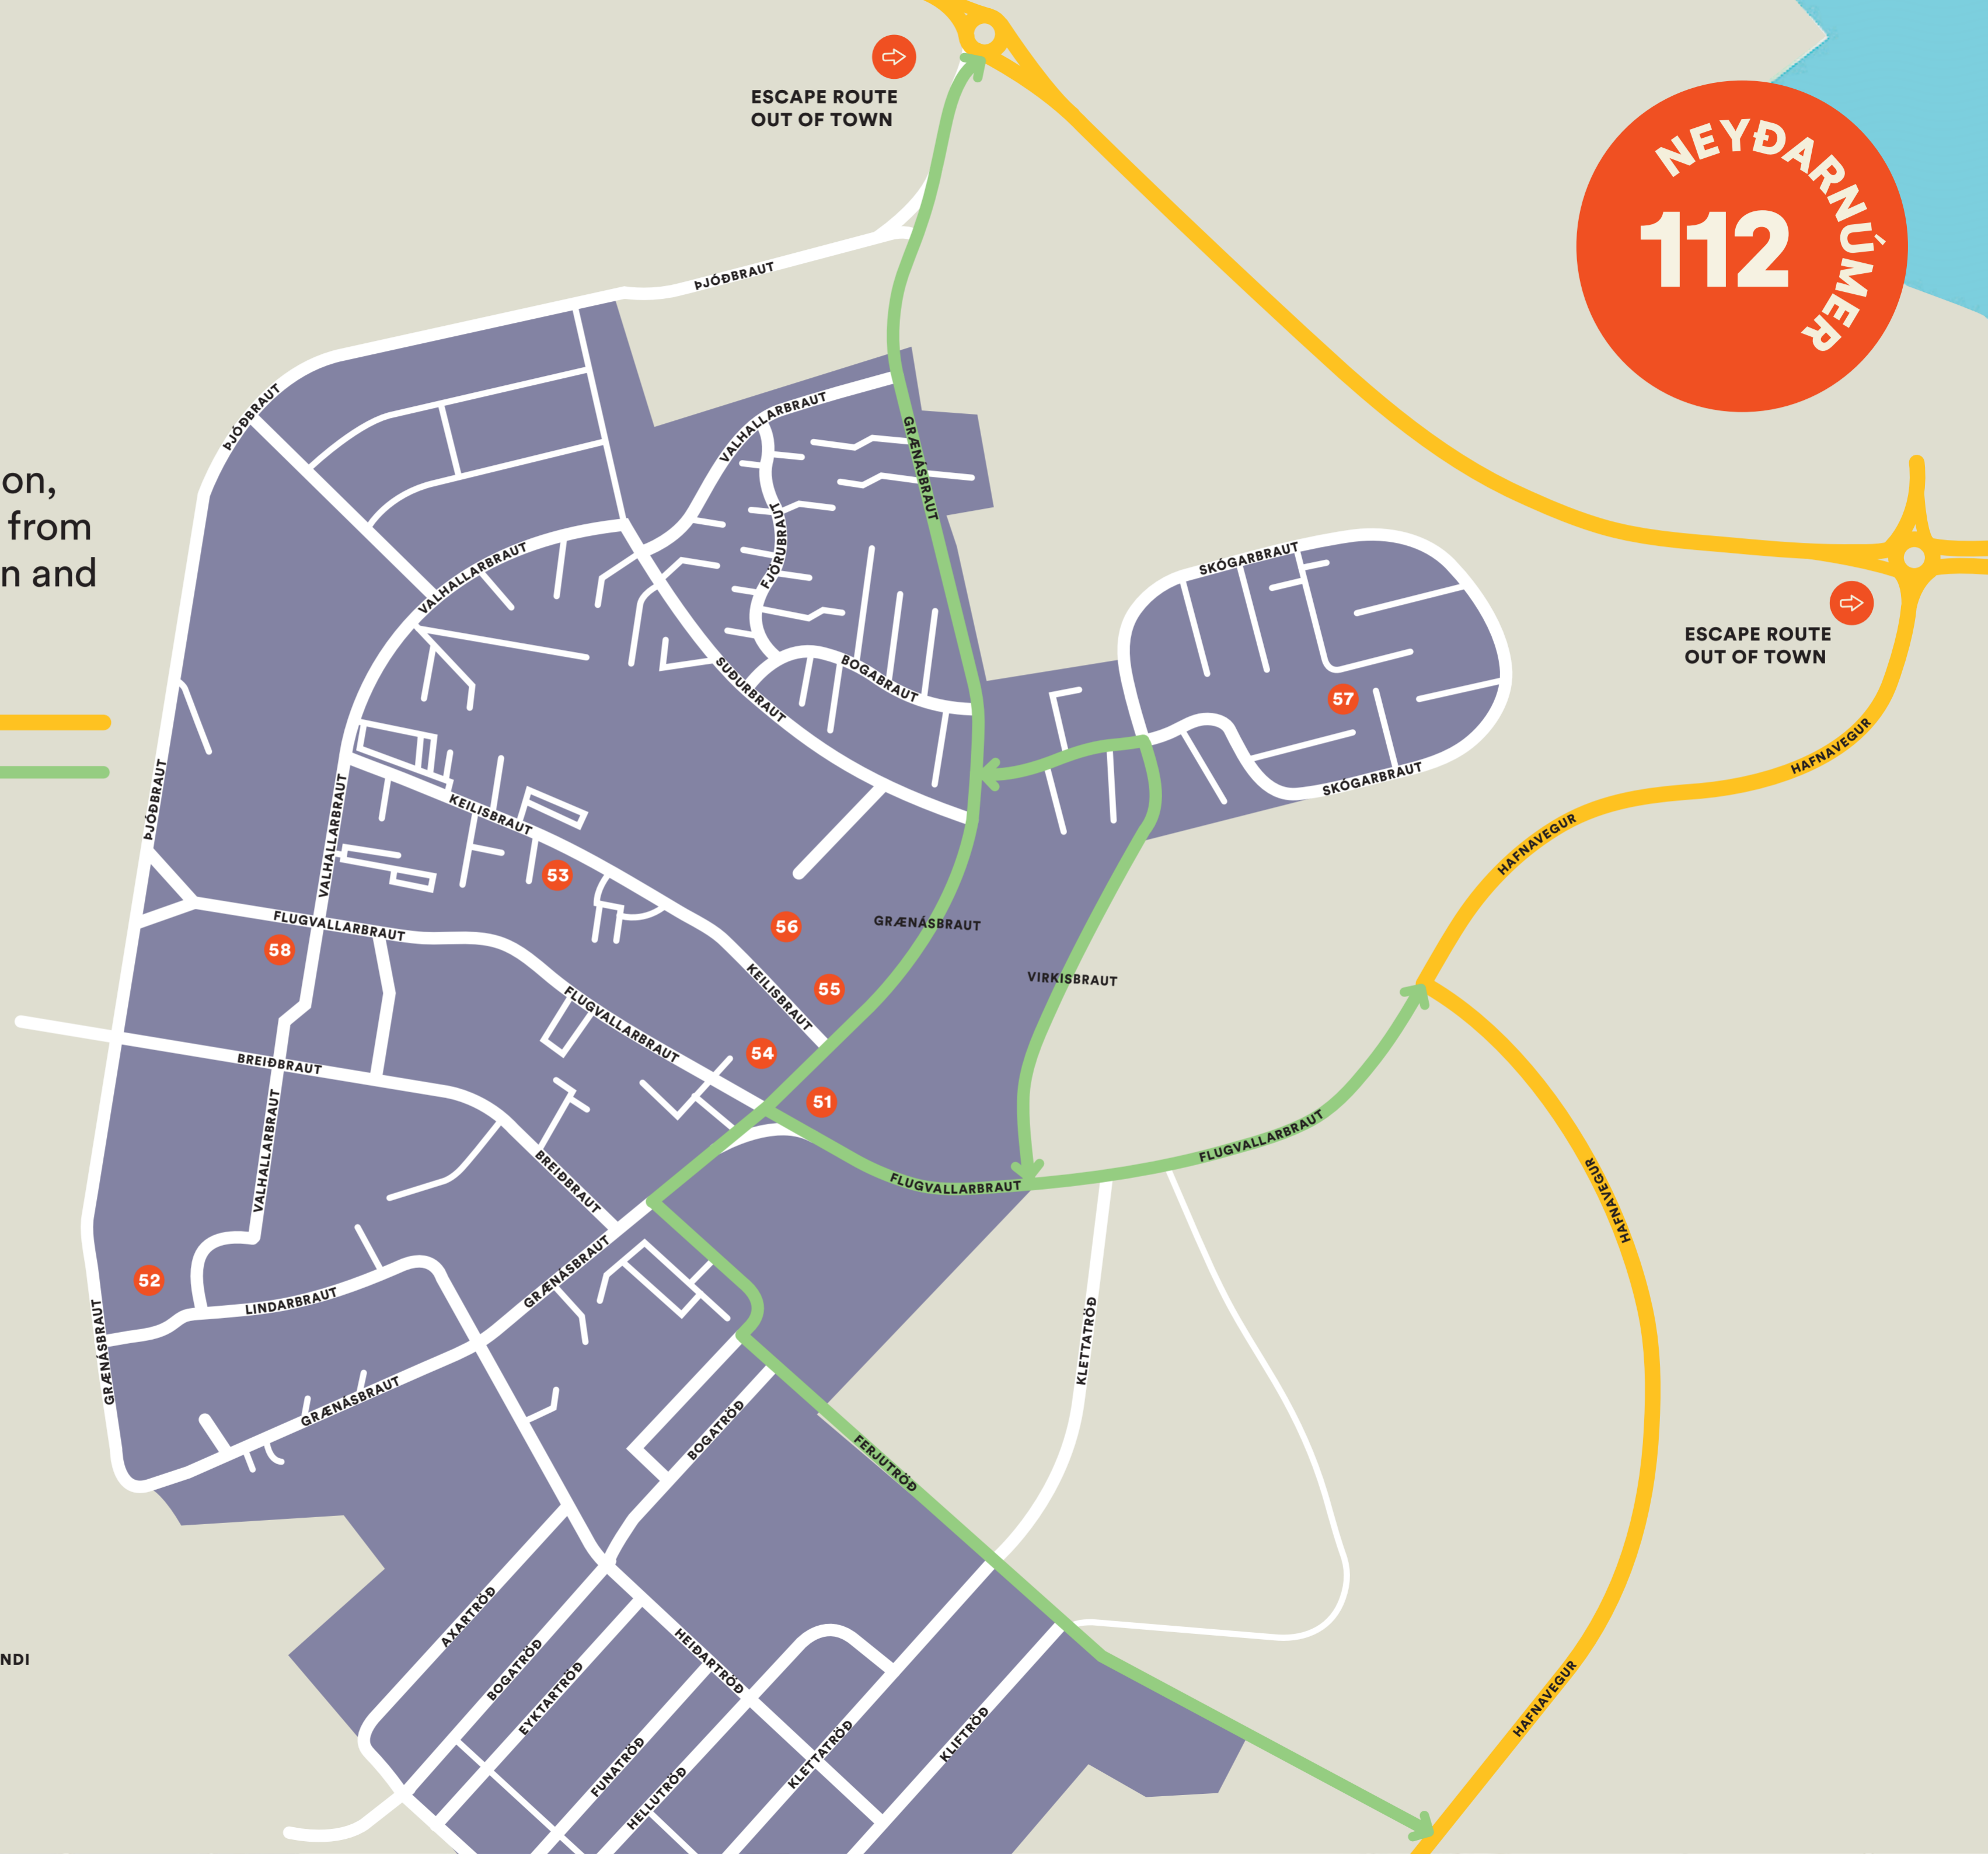 ESCAPE ROUTE
OUT OF TOWN
NEYÐARNÚMER
112
ÞJÓÐBRAUT
ÞJÓÐBRAUT
VALHALLARBRAUT
GRÆNÁSBRAUT
on,
from
n and
FJÖRUBRAUT
VALHALLARBRAUT
SKÓGARBRAUT
ESCAPE ROUTE
OUT OF TOWN
BOGABRAUT
SUÐURBRAUT
57
HAFNAVEGUR
SKÓGARBRAUT
ÞJÓÐBRAUT
VALHALLARBRAUT
KEILISBRAUT
HAFNAVEGUR
53
FLUGVALLARBRAUT
56
GRÆNÁSBRAUT
58
VIRKISBRAUT
55
KEILISBRAUT
FLUGVALLARBRAUT
54
BREIÐBRAUT
51
VALHALLARBRAUT
FLUGVALLARBRAUT
BREIÐBRAUT
FLUGVALLARBRAUT
HAFNAVEGUR
52
GRÆNÁSBRAUT
LINDARBRAUT
GRÆNÁSBRAUT
KLETTATRÖÐ
GRÆNÁSBRAUT
BOGATRÖÐ
FERJUTRÖÐ
AXARTRÖÐ
NDI
BOGATRÖÐ
EYKTARTRÖÐ
HEIÐARTRÖÐ
HAFNAVEGUR
FUNATRÖÐ
HELLUTRÖÐ
KLETTATRÖÐ
KLIFTRÖÐ